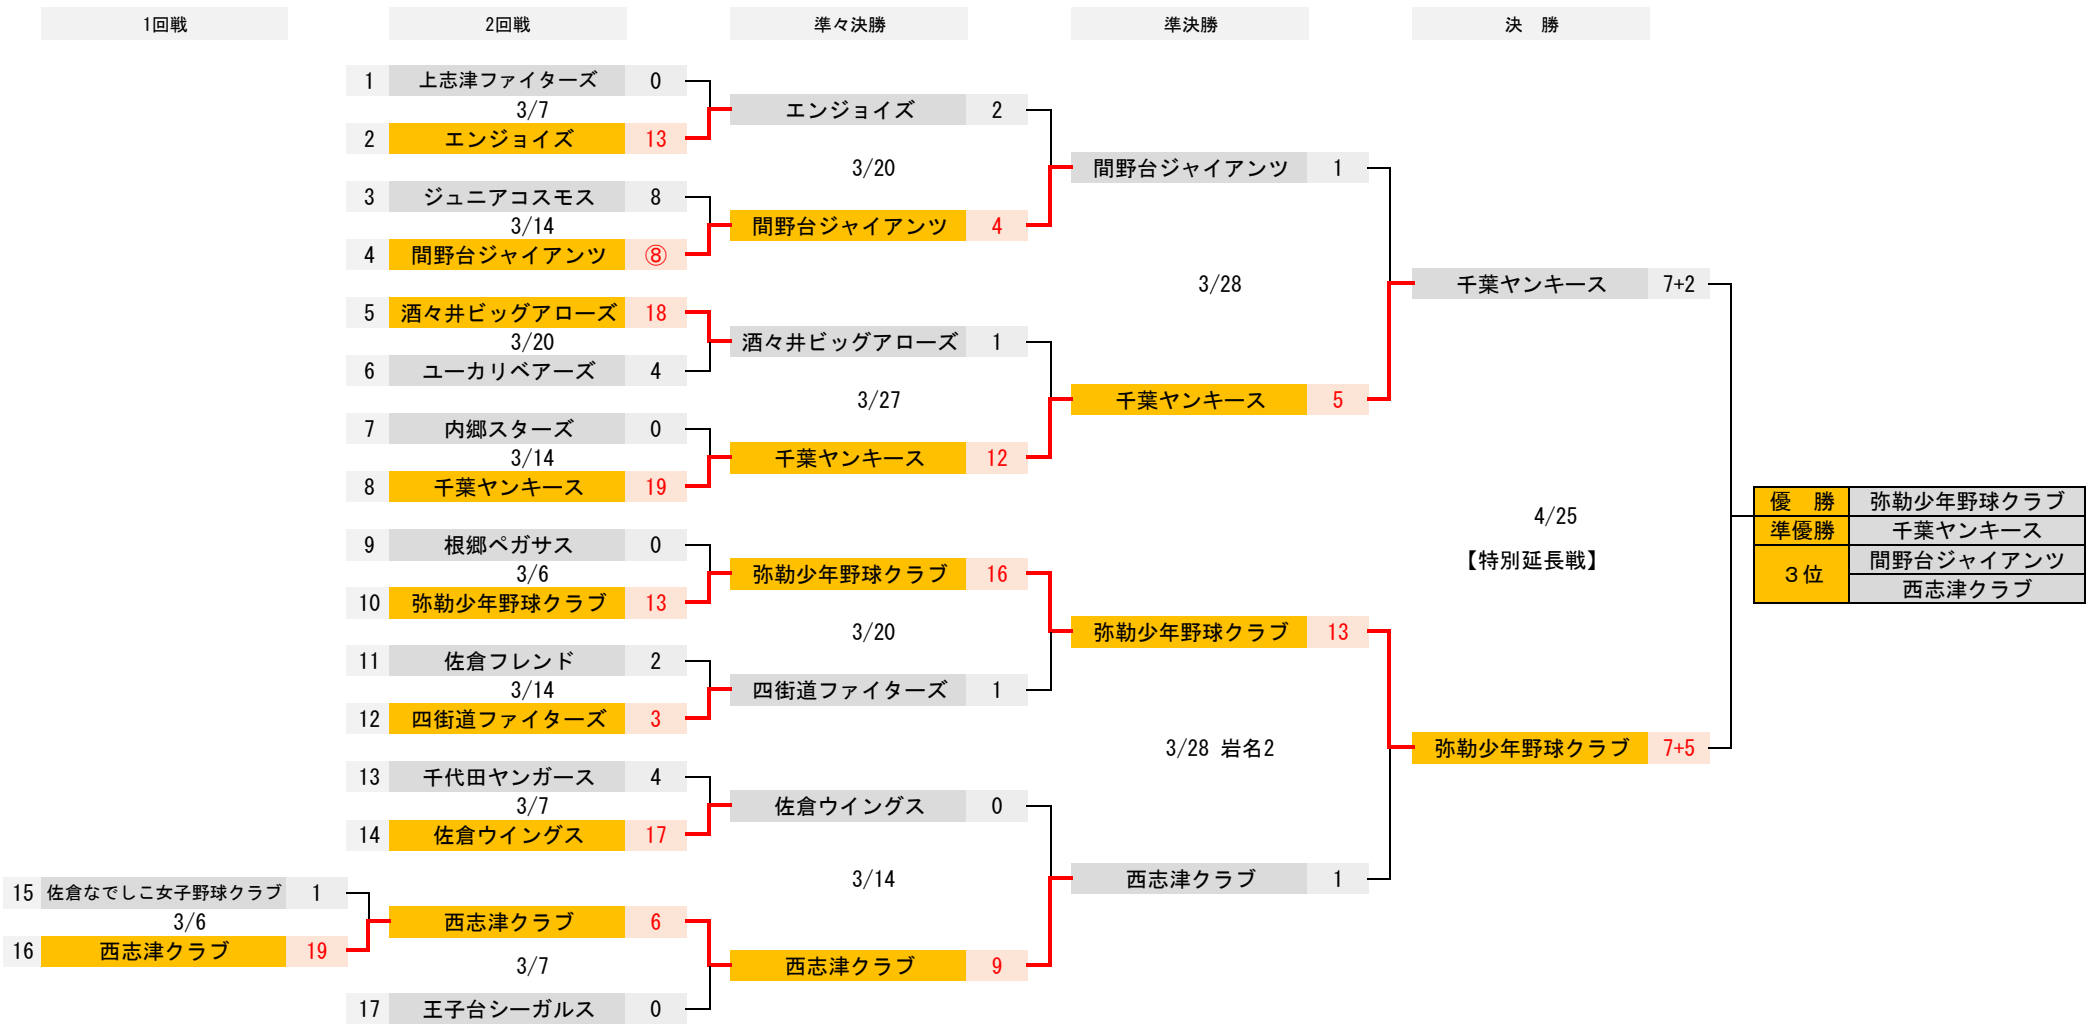 1回戦 2回戦 準々決勝 準決勝 決　勝
1 上志津ファイターズ 0
3/7
2 エンジョイズ 13
エンジョイズ 2
3/20
3 ジュニアコスモス 8
3/14
4 間野台ジャイアンツ ⑧
間野台ジャイアンツ 4
間野台ジャイアンツ 1
3/28
5 酒々井ビッグアローズ 18
3/20
6 ユーカリベアーズ 4
酒々井ビッグアローズ 1
3/27
7 内郷スターズ 0
3/14
8 千葉ヤンキース 19
千葉ヤンキース 12
千葉ヤンキース 5
千葉ヤンキース 7+2
4/25
【特別延長戦】
9 根郷ペガサス 0
3/6
10 弥勒少年野球クラブ 13
弥勒少年野球クラブ 16
3/20
11 佐倉フレンド 2
3/14
12 四街道ファイターズ 3
四街道ファイターズ 1
弥勒少年野球クラブ 13
3/28 岩名2
13 千代田ヤンガース 4
3/7
14 佐倉ウイングス 17
佐倉ウイングス 0
3/14
15 佐倉なでしこ女子野球クラブ 1
3/6
16 西志津クラブ 19
西志津クラブ 6
3/7
17 王子台シーガルス 0
西志津クラブ 9
西志津クラブ 1
弥勒少年野球クラブ 7+5
優　勝 弥勒少年野球クラブ
準優勝 千葉ヤンキース
３位 間野台ジャイアンツ
西志津クラブ